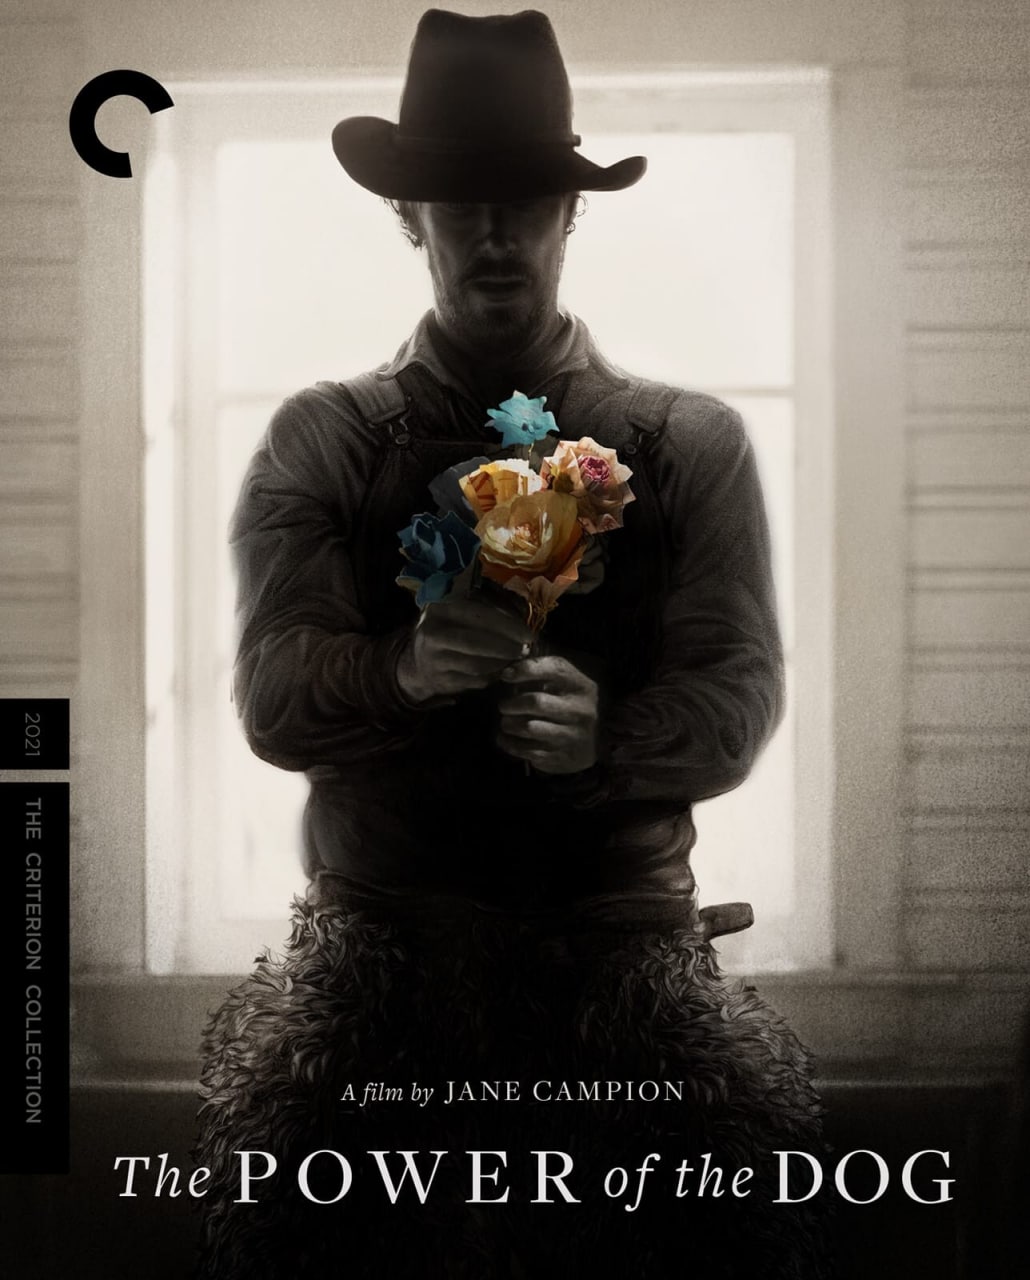 2021
THE CRITERION COLLECTION
A film by JANE CAMPION
The POWER of the DOG